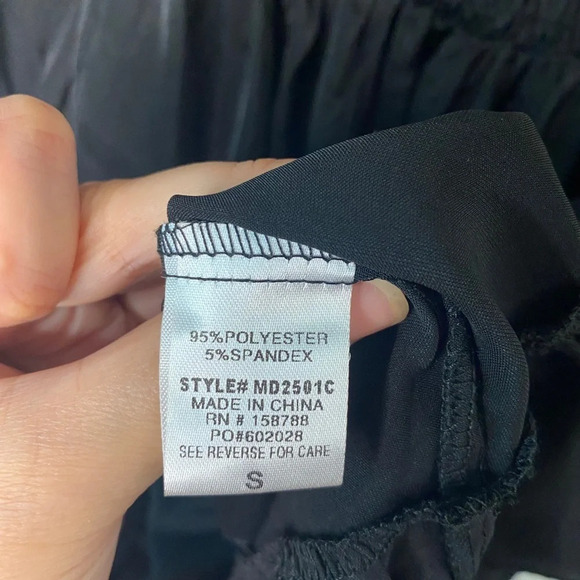 95%POLYESTER
5%SPANDEX
STYLE# MD2501C
MADE IN CHINA
RN # 158788
PO#602028
SEE REVERSE FOR CARE
S